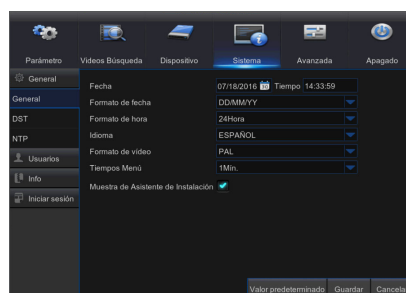 Parámetro Videos Búsqueda Dispositivo Sistema Avanzada Apagado
General
General
DST
NTP
Usuarios
Info
Iniciar sesión
Fecha 07/18/2016 Tiempo 14:33:59
Formato de fecha DD/MM/YY
Formato de hora 24Hora
Idioma ESPAÑOL
Formato de vídeo PAL
Tiempos Menú 1Mín.
Muestra de Asistente de Instalación
Valor predeterminado Guardar Cancela